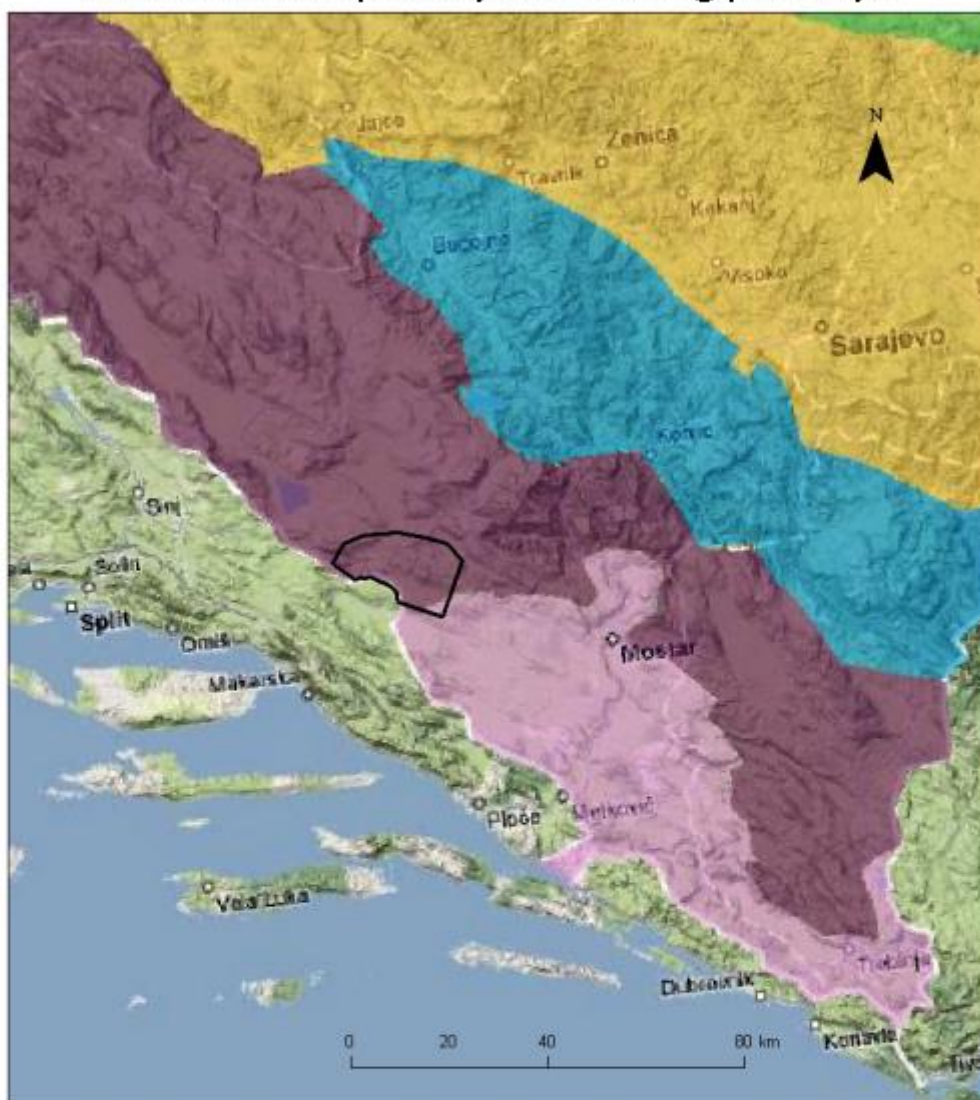 N
Jajce
Zenica
Travnik
Kakanj
Bugojno
Visoko
Sarajevo
Konjic
Sinj
Solin
Split
Omiš
Mostar
Makarska
Metković
Ploče
Vela Luka
Trebinje
Dubrovnik
Konavle
0 20 40 80 km